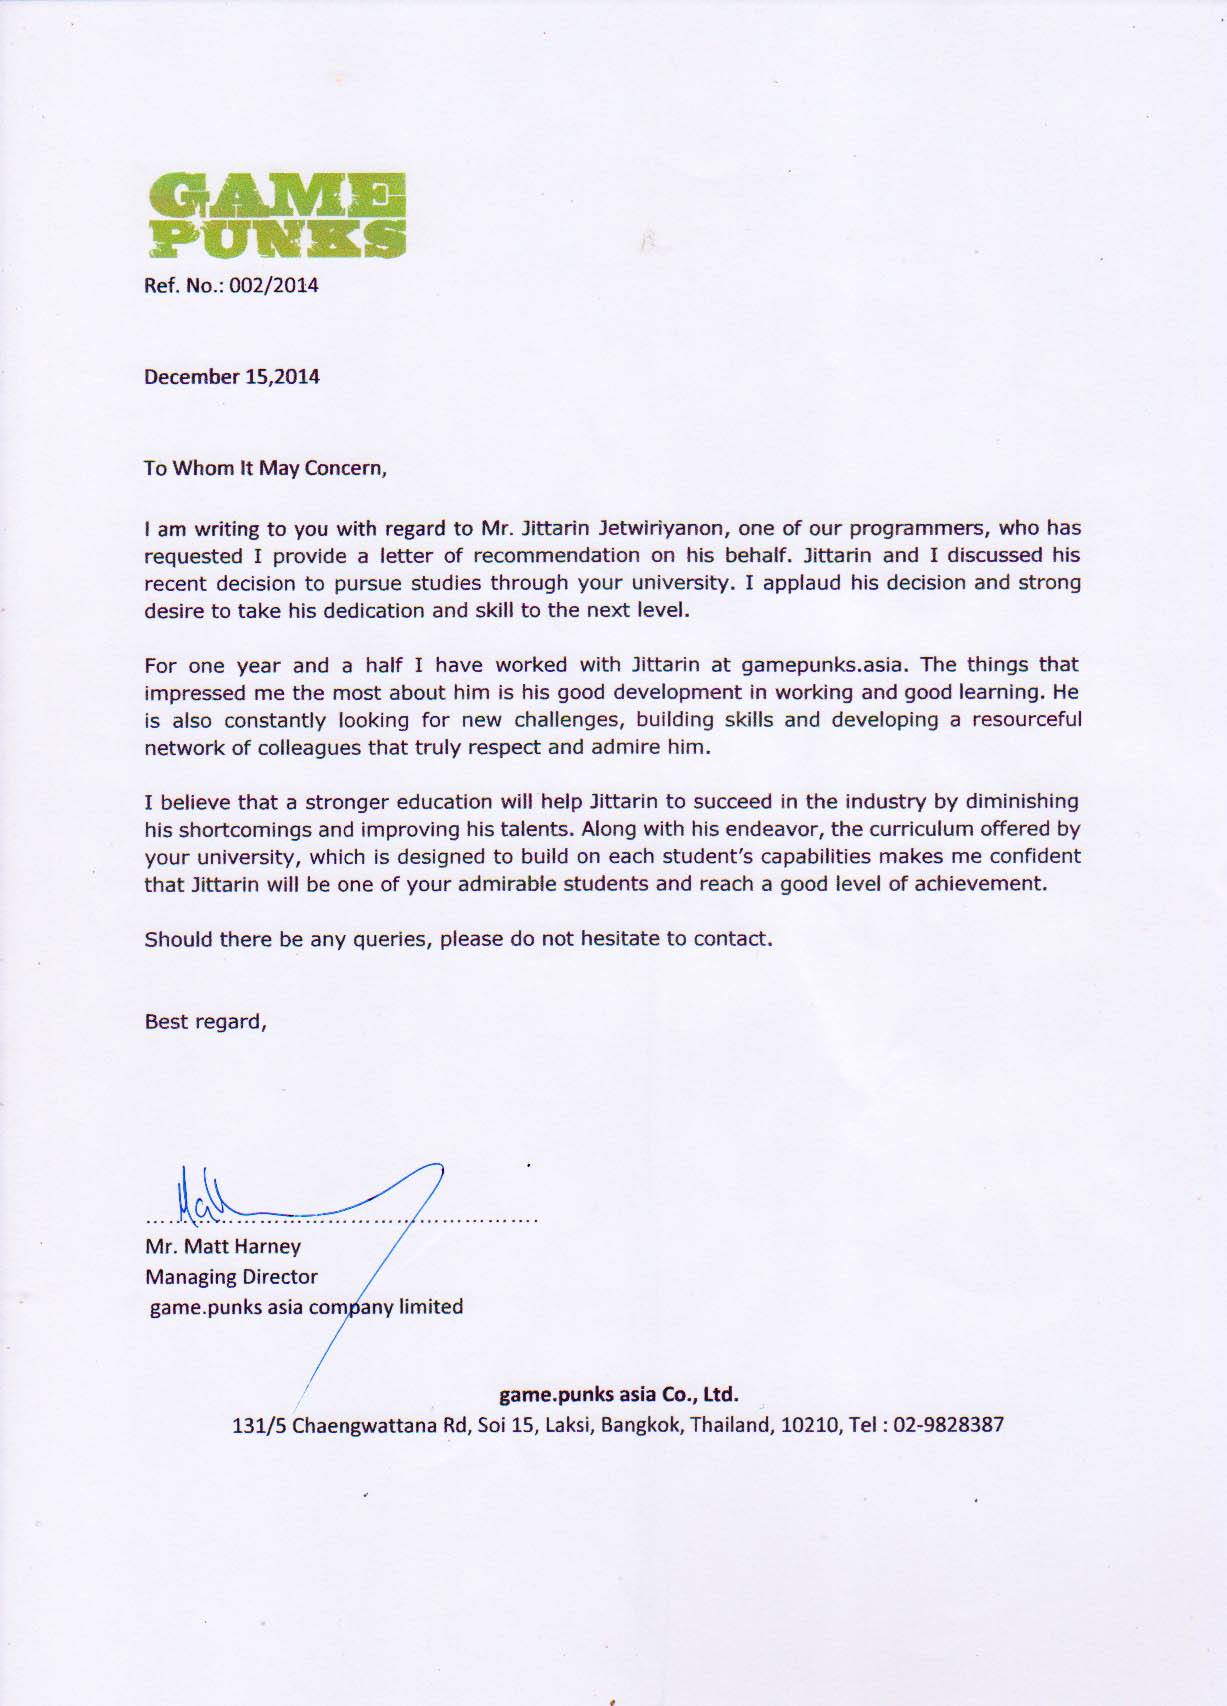 GAME
PUNKS
Ref. No.: 002/2014
December 15,2014
To Whom It May Concern,
I am writing to you with regard to Mr. Jittarin Jetwiriyanon, one of our programmers, who has
requested I provide a letter of recommendation on his behalf. Jittarin and I discussed his
recent decision to pursue studies through your university. I applaud his decision and strong
desire to take his dedication and skill to the next level.
For one year and a half I have worked with Jittarin at gamepunks.asia. The things that
impressed me the most about him is his good development in working and good learning. He
is also constantly looking for new challenges, building skills and developing a resourceful
network of colleagues that truly respect and admire him.
I believe that a stronger education will help Jittarin to succeed in the industry by diminishing
his shortcomings and improving his talents. Along with his endeavor, the curriculum offered by
your university, which is designed to build on each student's capabilities makes me confident
that Jittarin will be one of your admirable students and reach a good level of achievement.
Should there be any queries, please do not hesitate to contact.
Best regard,
Mr. Matt Harney
Managing Director
game.punks asia company limited
game.punks asia Co., Ltd.
131/5 Chaengwattana Rd, Soi 15, Laksi, Bangkok, Thailand, 10210, Tel : 02-9828387